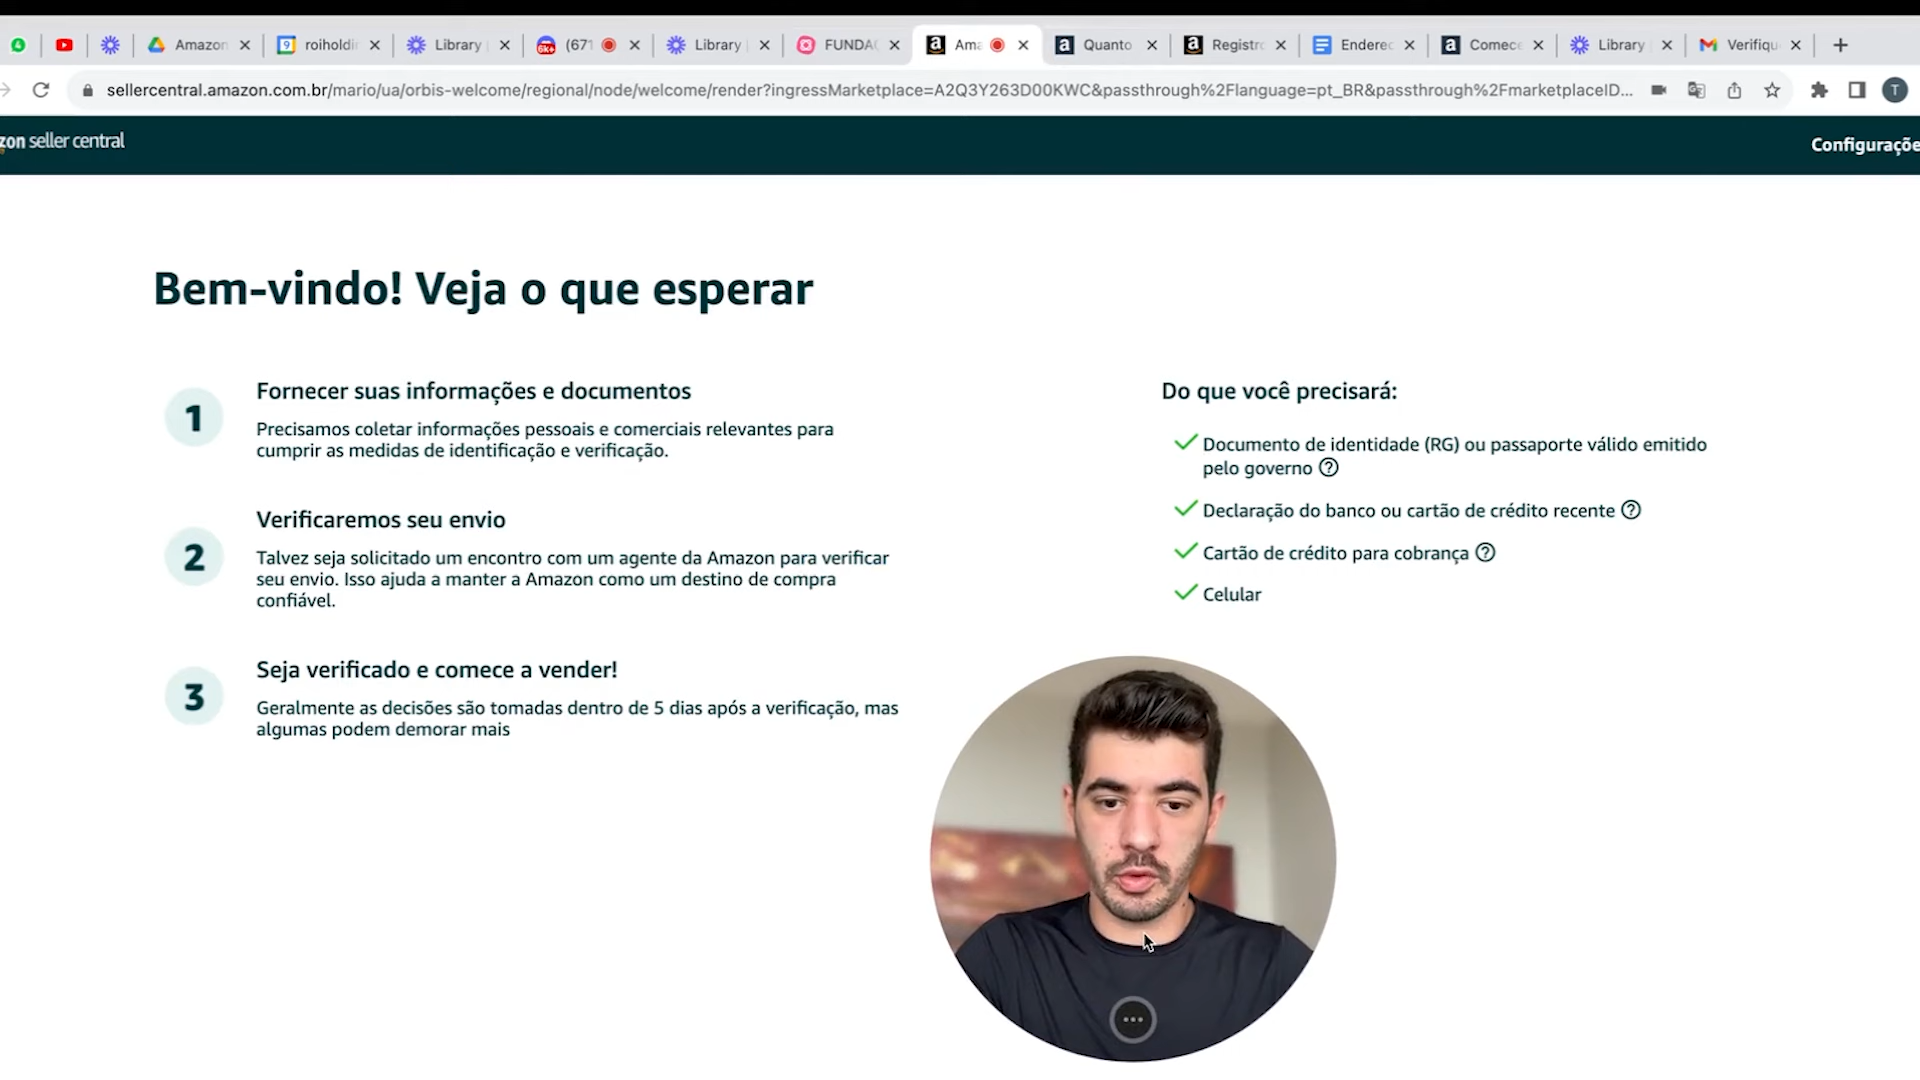 Amazon
9
roiholdi
Library
6K+
(671
Library
FUNDA
Ama
Quanto
Registro
Endereç
Comece
Library
Verifiqu
sellercentral.amazon.com.br/mario/ua/orbis-welcome/regional/node/welcome/render?ingressMarketplace=A2Q3Y263D00KWC&passthrough%2Flanguage=pt_BR&passthrough%2FmarketplaceID...
T
zon seller central
Configuraçõe
Bem-vindo! Veja o que esperar
1
Fornecer suas informações e documentos
Precisamos coletar informações pessoais e comerciais relevantes para
cumprir as medidas de identificação e verificação.
2
Verificaremos seu envio
Talvez seja solicitado um encontro com um agente da Amazon para verificar
seu envio. Isso ajuda a manter a Amazon como um destino de compra
confiável.
3
Seja verificado e comece a vender!
Geralmente as decisões são tomadas dentro de 5 dias após a verificação, mas
algumas podem demorar mais
Do que você precisará:
Documento de identidade (RG) ou passaporte válido emitido
pelo governo
Declaração do banco ou cartão de crédito recente
Cartão de crédito para cobrança
Celular